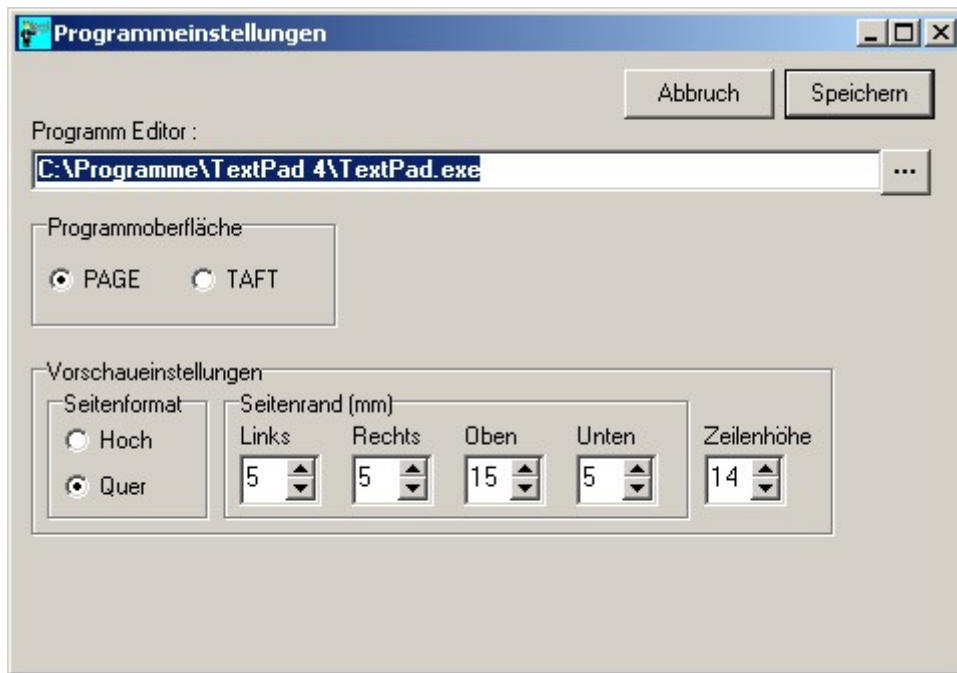 Programmeinstellungen
Abbruch Speichern
Programm Editor :
C:\Programme\TextPad 4\TextPad.exe ...
Programmoberfläche
PAGE TAFT
Vorschaueinstellungen
Seitenformat Seitenrand (mm)
Hoch Links Rechts Oben Unten Zeilenhöhe
Quer 5 5 15 5 14